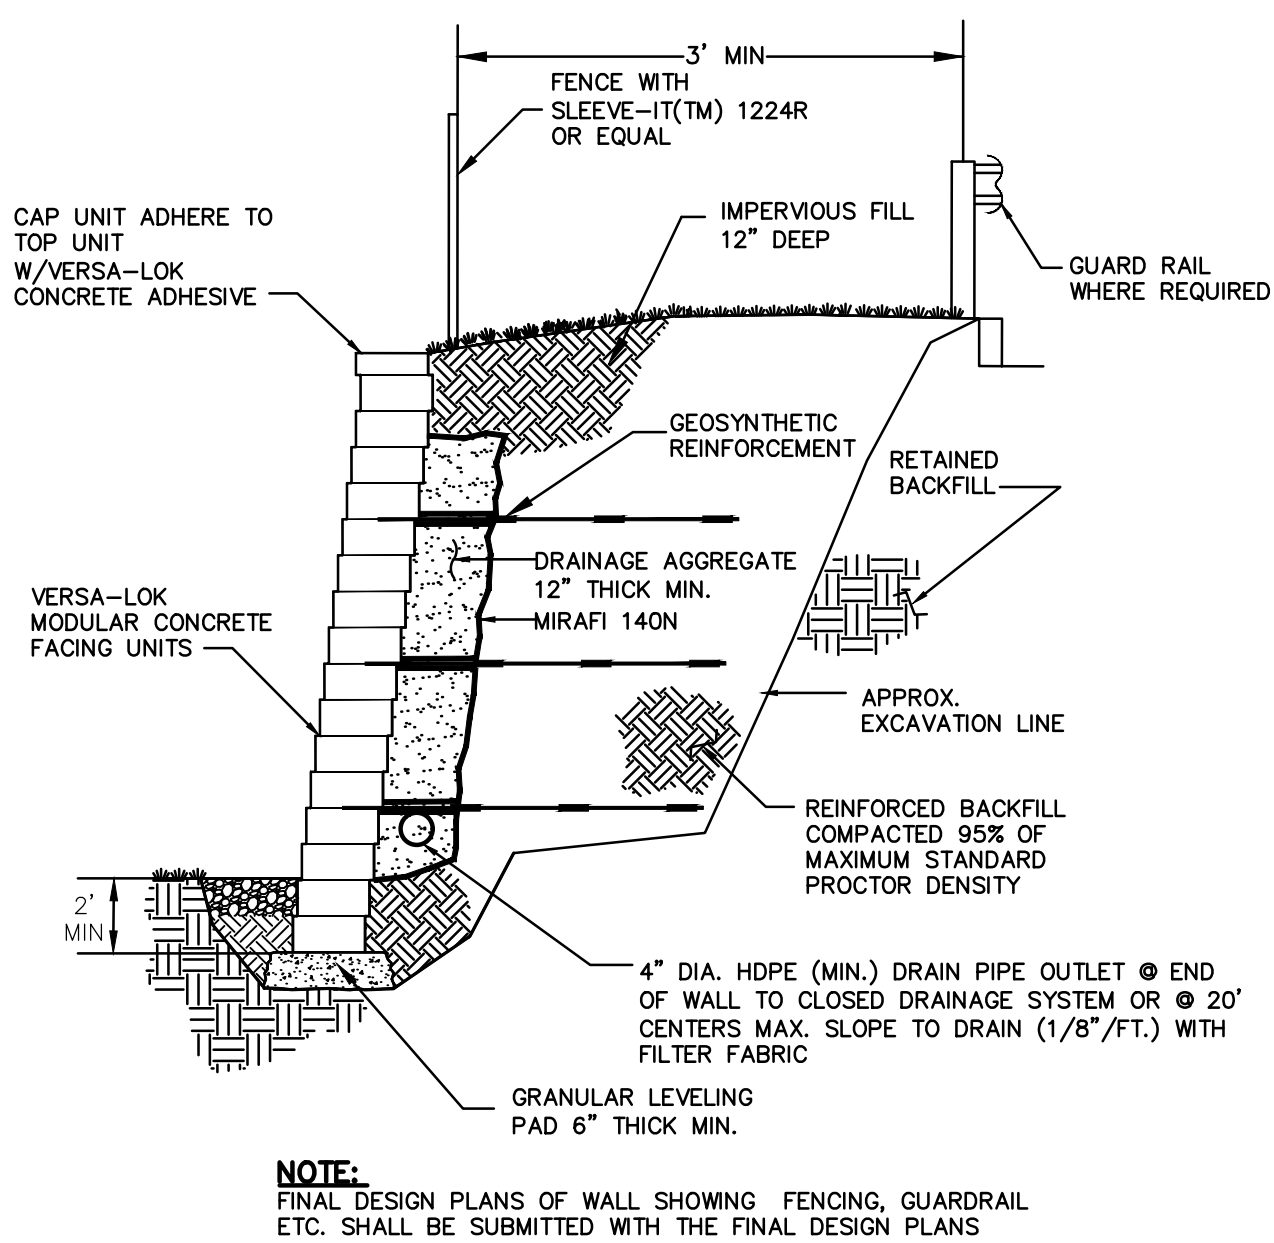 3' MIN
FENCE WITH
SLEEVE-IT(TM) 1224R
OR EQUAL
CAP UNIT ADHERE TO
TOP UNIT
W/VERSA-LOK
CONCRETE ADHESIVE
IMPERVIOUS FILL
12" DEEP
GUARD RAIL
WHERE REQUIRED
GEOSYNTHETIC
REINFORCEMENT
RETAINED
BACKFILL
DRAINAGE AGGREGATE
12" THICK MIN.
MIRAFI 140N
VERSA-LOK
MODULAR CONCRETE
FACING UNITS
APPROX.
EXCAVATION LINE
REINFORCED BACKFILL
COMPACTED 95% OF
MAXIMUM STANDARD
PROCTOR DENSITY
2'
MIN
4" DIA. HDPE (MIN.) DRAIN PIPE OUTLET @ END
OF WALL TO CLOSED DRAINAGE SYSTEM OR @ 20'
CENTERS MAX. SLOPE TO DRAIN (1/8"/FT.) WITH
FILTER FABRIC
GRANULAR LEVELING
PAD 6" THICK MIN.
NOTE:
FINAL DESIGN PLANS OF WALL SHOWING FENCING, GUARDRAIL
ETC. SHALL BE SUBMITTED WITH THE FINAL DESIGN PLANS